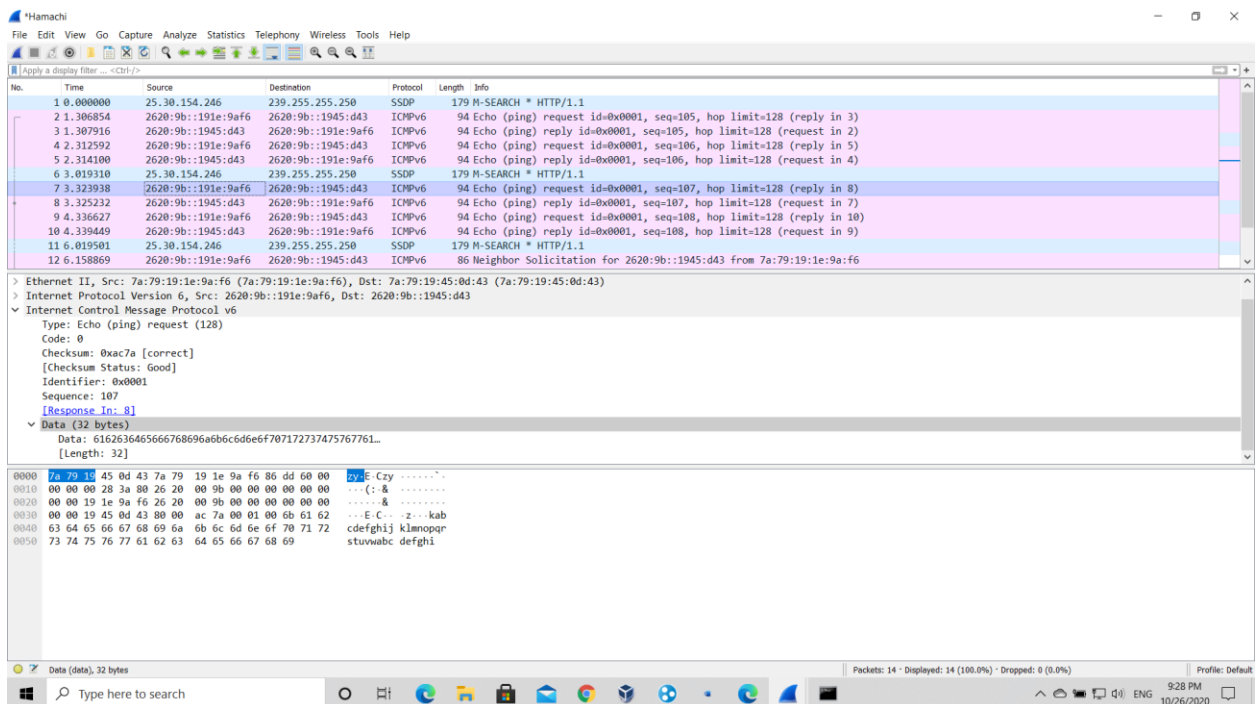 *Hamachi
File Edit View Go Capture Analyze Statistics Telephony Wireless Tools Help
Apply a display filter ... <Ctrl-/>
No. Time Source Destination Protocol Length Info
1 0.000000 25.30.154.246 239.255.255.250 SSDP 179 M-SEARCH * HTTP/1.1
2 1.306854 2620:9b::191e:9af6 2620:9b::1945:d43 ICMPv6 94 Echo (ping) request id=0x0001, seq=105, hop limit=128 (reply in 3)
3 1.307916 2620:9b::1945:d43 2620:9b::191e:9af6 ICMPv6 94 Echo (ping) reply id=0x0001, seq=105, hop limit=128 (request in 2)
4 2.312592 2620:9b::191e:9af6 2620:9b::1945:d43 ICMPv6 94 Echo (ping) request id=0x0001, seq=106, hop limit=128 (reply in 5)
5 2.314100 2620:9b::1945:d43 2620:9b::191e:9af6 ICMPv6 94 Echo (ping) reply id=0x0001, seq=106, hop limit=128 (request in 4)
6 3.019310 25.30.154.246 239.255.255.250 SSDP 179 M-SEARCH * HTTP/1.1
7 3.323938 2620:9b::191e:9af6 2620:9b::1945:d43 ICMPv6 94 Echo (ping) request id=0x0001, seq=107, hop limit=128 (reply in 8)
8 3.325232 2620:9b::1945:d43 2620:9b::191e:9af6 ICMPv6 94 Echo (ping) reply id=0x0001, seq=107, hop limit=128 (request in 7)
9 4.336627 2620:9b::191e:9af6 2620:9b::1945:d43 ICMPv6 94 Echo (ping) request id=0x0001, seq=108, hop limit=128 (reply in 10)
10 4.339449 2620:9b::1945:d43 2620:9b::191e:9af6 ICMPv6 94 Echo (ping) reply id=0x0001, seq=108, hop limit=128 (request in 9)
11 6.019501 25.30.154.246 239.255.255.250 SSDP 179 M-SEARCH * HTTP/1.1
12 6.158869 2620:9b::191e:9af6 2620:9b::1945:d43 ICMPv6 86 Neighbor Solicitation for 2620:9b::1945:d43 from 7a:79:19:1e:9a:f6
> Ethernet II, Src: 7a:79:19:1e:9a:f6 (7a:79:19:1e:9a:f6), Dst: 7a:79:19:45:0d:43 (7a:79:19:45:0d:43)
> Internet Protocol Version 6, Src: 2620:9b::191e:9af6, Dst: 2620:9b::1945:d43
Internet Control Message Protocol v6
Type: Echo (ping) request (128)
Code: 0
Checksum: 0xac7a [correct]
[Checksum Status: Good]
Identifier: 0x0001
Sequence: 107
[Response In: 8]
Data (32 bytes)
Data: 6162636465666768696a6b6c6d6e6f7071727374757677​61…
[Length: 32]
0000 7a 79 19 45 0d 43 7a 79 19 1e 9a f6 86 dd 60 00 zy·E·Czy ······`·
0010 00 00 00 28 3a 80 26 20 00 9b 00 00 00 00 00 00 ···(:·& ········
0020 00 00 19 1e 9a f6 26 20 00 9b 00 00 00 00 00 00 ······& ········
0030 00 00 19 45 0d 43 80 00 ac 7a 00 01 00 6b 61 62 ···E·C·· ·z···kab
0040 63 64 65 66 67 68 69 6a 6b 6c 6d 6e 6f 70 71 72 cdefghij klmnopqr
0050 73 74 75 76 77 61 62 63 64 65 66 67 68 69 stuvwabc defghi
Data (data), 32 bytes
Packets: 14 · Displayed: 14 (100.0%) · Dropped: 0 (0.0%)
Profile: Default
Type here to search
ENG
9:28 PM
10/26/2020